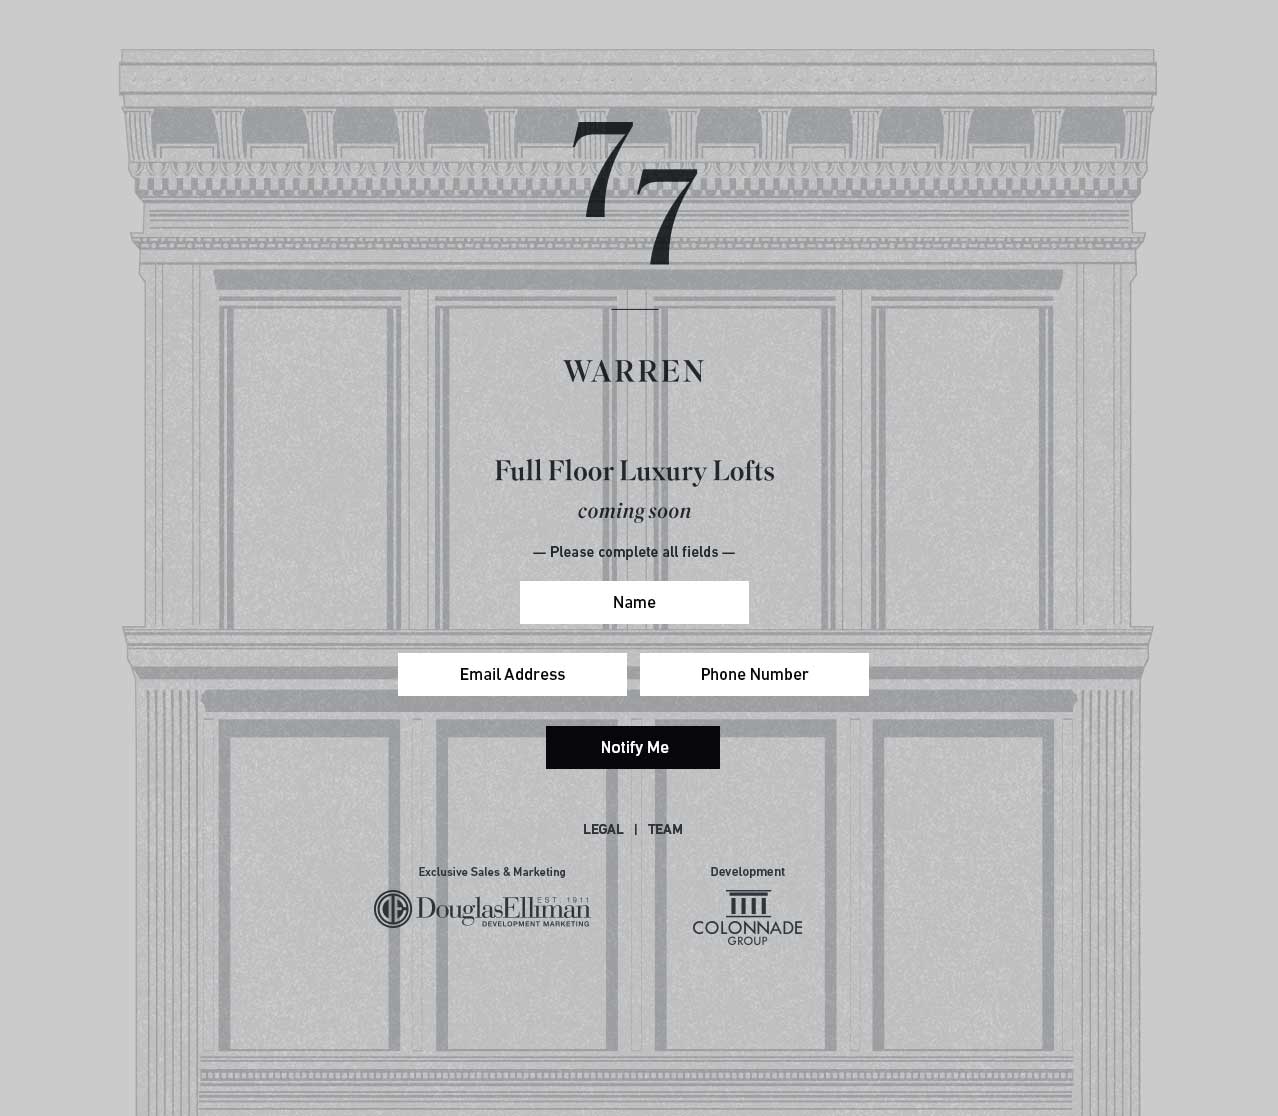 77
WARREN
Full Floor Luxury Lofts
coming soon
— Please complete all fields —
Name
Email Address
Phone Number
Notify Me
LEGAL | TEAM
Exclusive Sales & Marketing
DE
DouglasElliman
EST. 1911
DEVELOPMENT MARKETING
Development
COLONNADE
GROUP